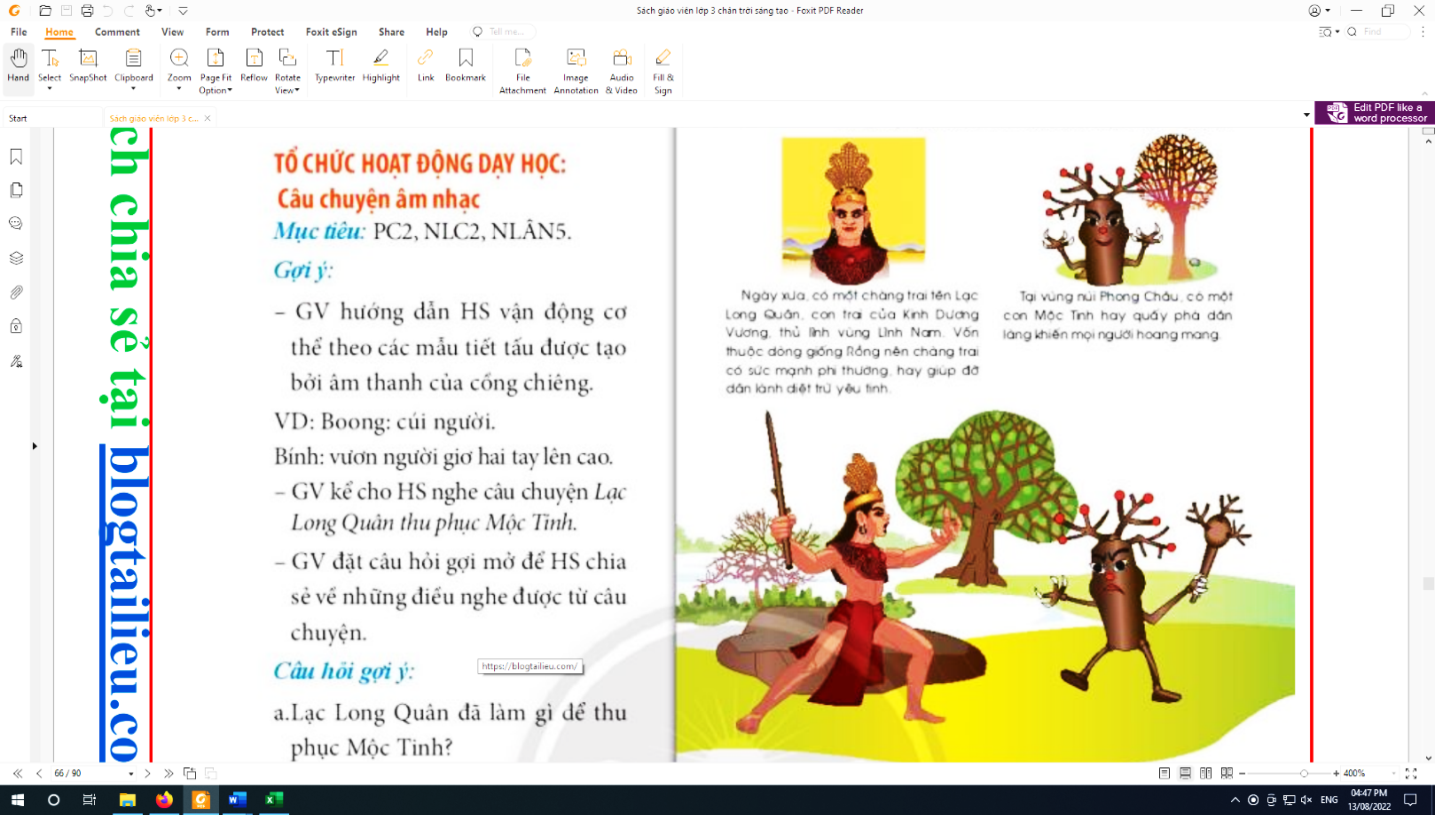 Sách giáo viên lớp 3 chân trời sáng tạo - Foxit PDF Reader
File Home Comment View Form Protect Foxit eSign Share Help Tell me... Find
Hand Select SnapShot Clipboard Zoom Page Fit Option Reflow Rotate View Typewriter Highlight Link Bookmark File Attachment Image Annotation Audio & Video Fill & Sign
Start Sách giáo viên lớp 3 c...
Edit PDF like a
word processor
ch chia sẽ tại blogtailieu.co
TỔ CHỨC HOẠT ĐỘNG DẠY HỌC:
Câu chuyện âm nhạc
Mục tiêu: PC2, NLC2, NLÂN5.
Gợi ý:
– GV hướng dẫn HS vận động cơ
thể theo các mẫu tiết tấu được tạo
bởi âm thanh của cồng chiêng.
VD: Boong: cúi người.
Bính: vươn người giơ hai tay lên cao.
– GV kể cho HS nghe câu chuyện Lạc
Long Quân thu phục Mộc Tinh.
– GV đặt câu hỏi gợi mở để HS chia
sẻ về những điều nghe được từ câu
chuyện.
Câu hỏi gợi ý:
https://blogtailieu.com/
a.Lạc Long Quân đã làm gì để thu
phục Mộc Tinh?
Ngày xưa, có một chàng trai tên Lạc
Long Quân, con trai của Kinh Dương
Vương, thủ lĩnh vùng Lĩnh Nam. Vốn
thuộc dòng giống Rồng nên chàng trai
có sức mạnh phi thường, hay giúp đỡ
dân lành diệt trừ yêu tinh.
Tại vùng núi Phong Châu, có một
con Mộc Tinh hay quấy phá dân
làng khiến mọi người hoang mang.
66 / 90
400%
ENG
04:47 PM
13/08/2022